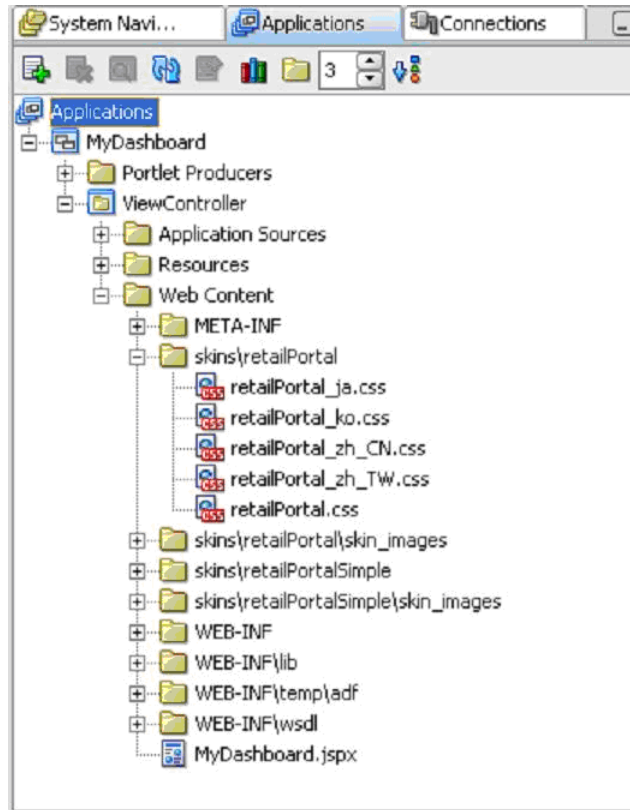 System Navi... Applications Connections
3
Applications
MyDashboard
Portlet Producers
ViewController
Application Sources
Resources
Web Content
META-INF
skins\retailPortal
retailPortal_ja.css
retailPortal_ko.css
retailPortal_zh_CN.css
retailPortal_zh_TW.css
retailPortal.css
skins\retailPortal\skin_images
skins\retailPortalSimple
skins\retailPortalSimple\skin_images
WEB-INF
WEB-INF\lib
WEB-INF\temp\adf
WEB-INF\wsdl
MyDashboard.jspx